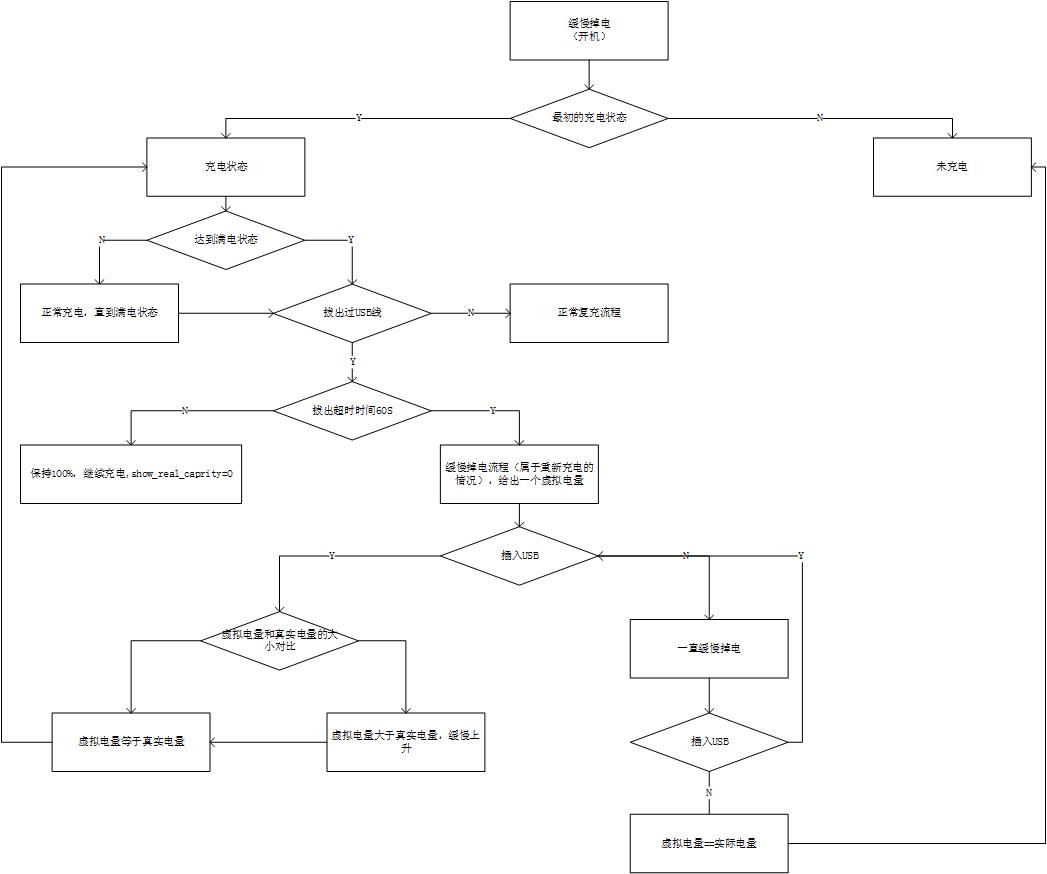 缓慢掉电
（开机）
最初的充电状态
Y
N
充电状态
未充电
达到满电状态
N
Y
正常充电，直到满电状态
拔出过USB线
N
正常复充流程
Y
拔出超时时间60S
N
Y
保持100%，继续充电,show_real_caprity=0
缓慢掉电流程（属于重新充电的
情况），给出一个虚拟电量
插入USB
Y
N
Y
虚拟电量和真实电量的大
小对比
一直缓慢掉电
虚拟电量等于真实电量
虚拟电量大于真实电量，缓慢上
升
插入USB
N
虚拟电量==实际电量